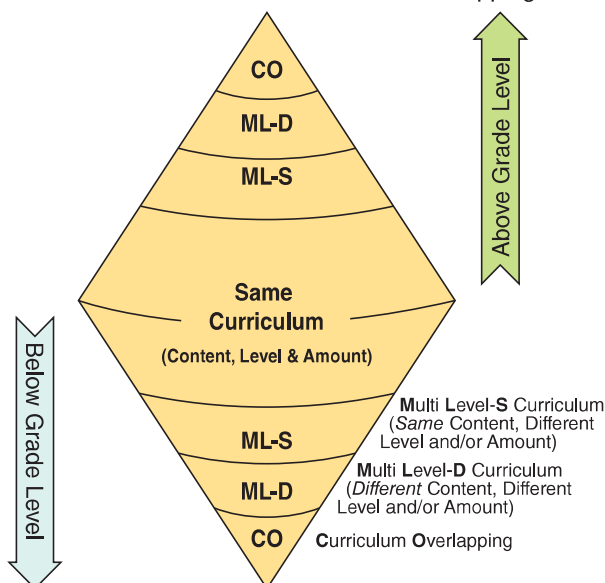 CO
ML-D
ML-S
Above Grade Level
Same
Curriculum
(Content, Level & Amount)
Below Grade Level
ML-S
Multi Level-S Curriculum
(Same Content, Different
Level and/or Amount)
ML-D
Multi Level-D Curriculum
(Different Content, Different
Level and/or Amount)
CO
Curriculum Overlapping